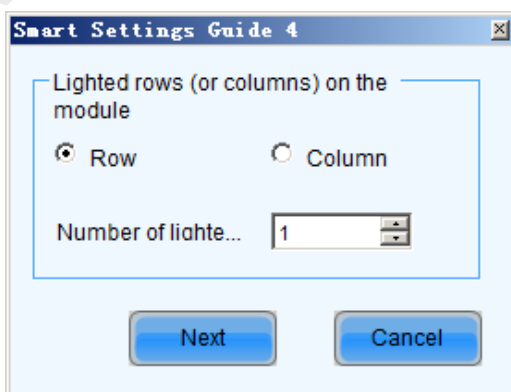 Smart Settings Guide 4
Lighted rows (or columns) on the
module
Row Column
Number of lighte... 1
Next Cancel